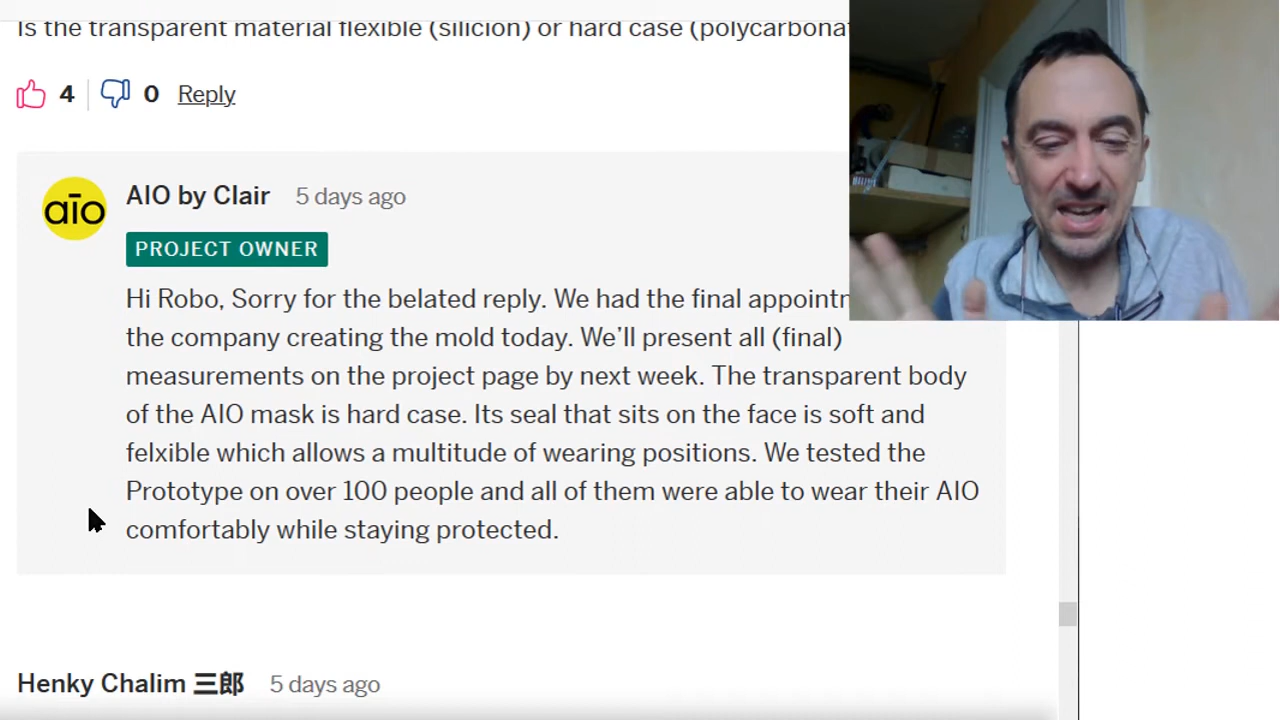 Is the transparent material flexible (silicion) or hard case (polycarbona
4 0 Reply
aīo
AIO by Clair 5 days ago
PROJECT OWNER
Hi Robo, Sorry for the belated reply. We had the final
the company creating the mold today. We’ll present all (final)
measurements on the project page by next week. The transparent body
of the AIO mask is hard case. Its seal that sits on the face is soft and
felxible which allows a multitude of wearing positions. We tested the
Prototype on over 100 people and all of them were able to wear their AIO
comfortably while staying protected.
Henky Chalim 三郎 5 days ago